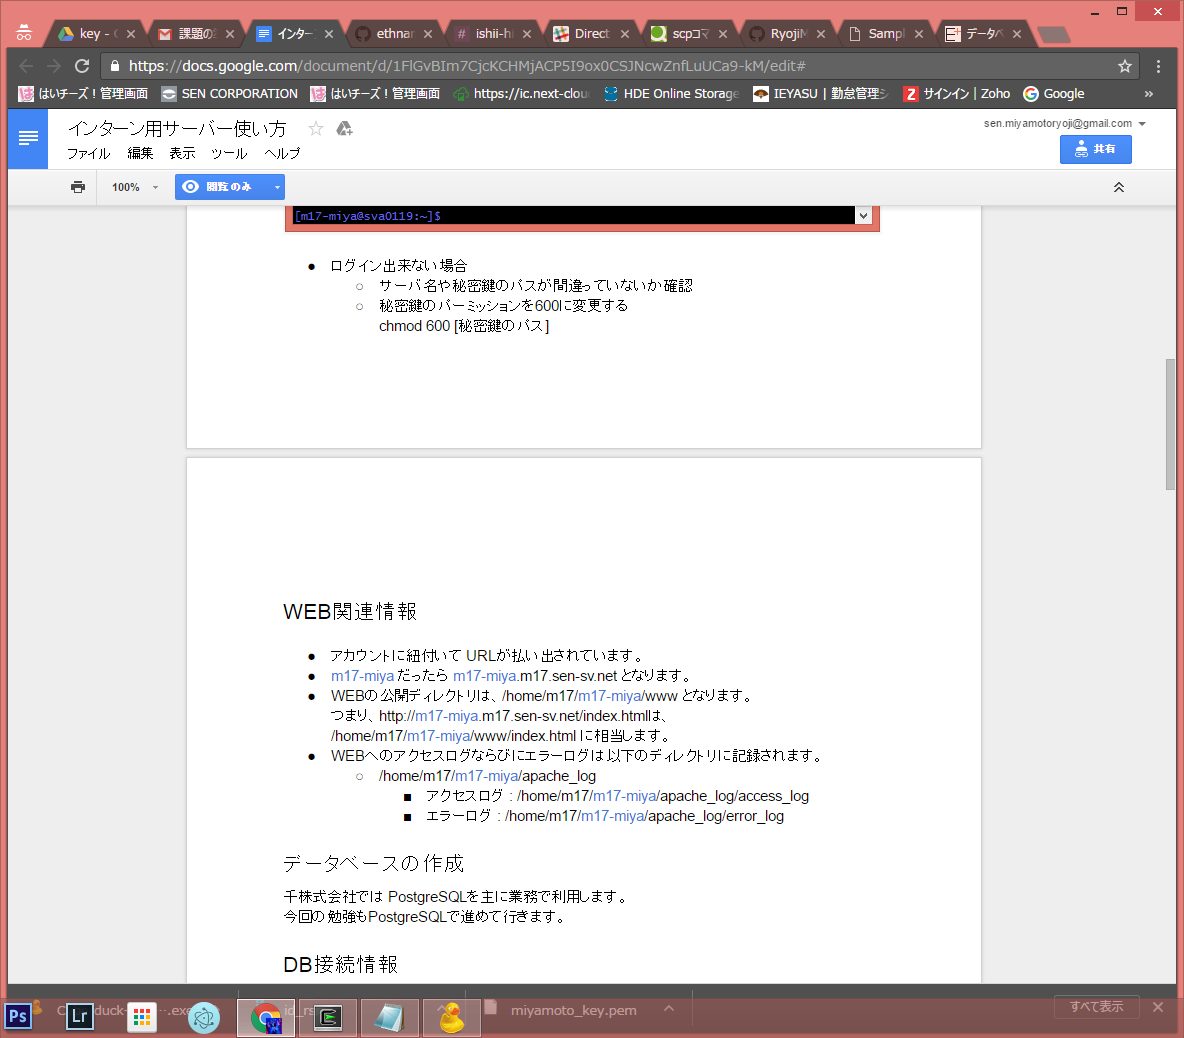 key - 
課題の
インター
ethnar
ishii-hi
Direct
scpコマ
RyojiM
Sampl
データベ
https://docs.google.com/document/d/1FlGvBIm7CjcKCHMjACP5I9ox0CSJNcwZnfLuUCa9-kM/edit#
はいチーズ！管理画面 SEN CORPORATION はいチーズ！管理画面 https://ic.next-clou HDE Online Storage IEYASU | 勤怠管理シ サインイン | Zoho Google »
インターン用サーバー使い方
sen.miyamotoryoji@gmail.com
ファイル 編集 表示 ツール ヘルプ
共有
100% 閲覧のみ
[m17-miya@sva0119:~]$
● ログイン出来ない場合
○ サーバ名や秘密鍵のパスが間違っていないか確認
○ 秘密鍵のパーミッションを600に変更する
chmod 600 [秘密鍵のパス]
WEB関連情報
● アカウントに紐付いて URLが払い出されています。
● m17-miya だったら m17-miya.m17.sen-sv.net となります。
● WEBの公開ディレクトリは、/home/m17/m17-miya/www となります。
つまり、http://m17-miya.m17.sen-sv.net/index.htmlは、
/home/m17/m17-miya/www/index.html に相当します。
● WEBへのアクセスログならびにエラーログは以下のディレクトリに記録されます。
○ /home/m17/m17-miya/apache_log
■ アクセスログ：/home/m17/m17-miya/apache_log/access_log
■ エラーログ：/home/m17/m17-miya/apache_log/error_log
データベースの作成
千株式会社では PostgreSQLを主に業務で利用します。
今回の勉強もPostgreSQLで進めて行きます。
DB接続情報
Ps Lr miyamoto_key.pem すべて表示